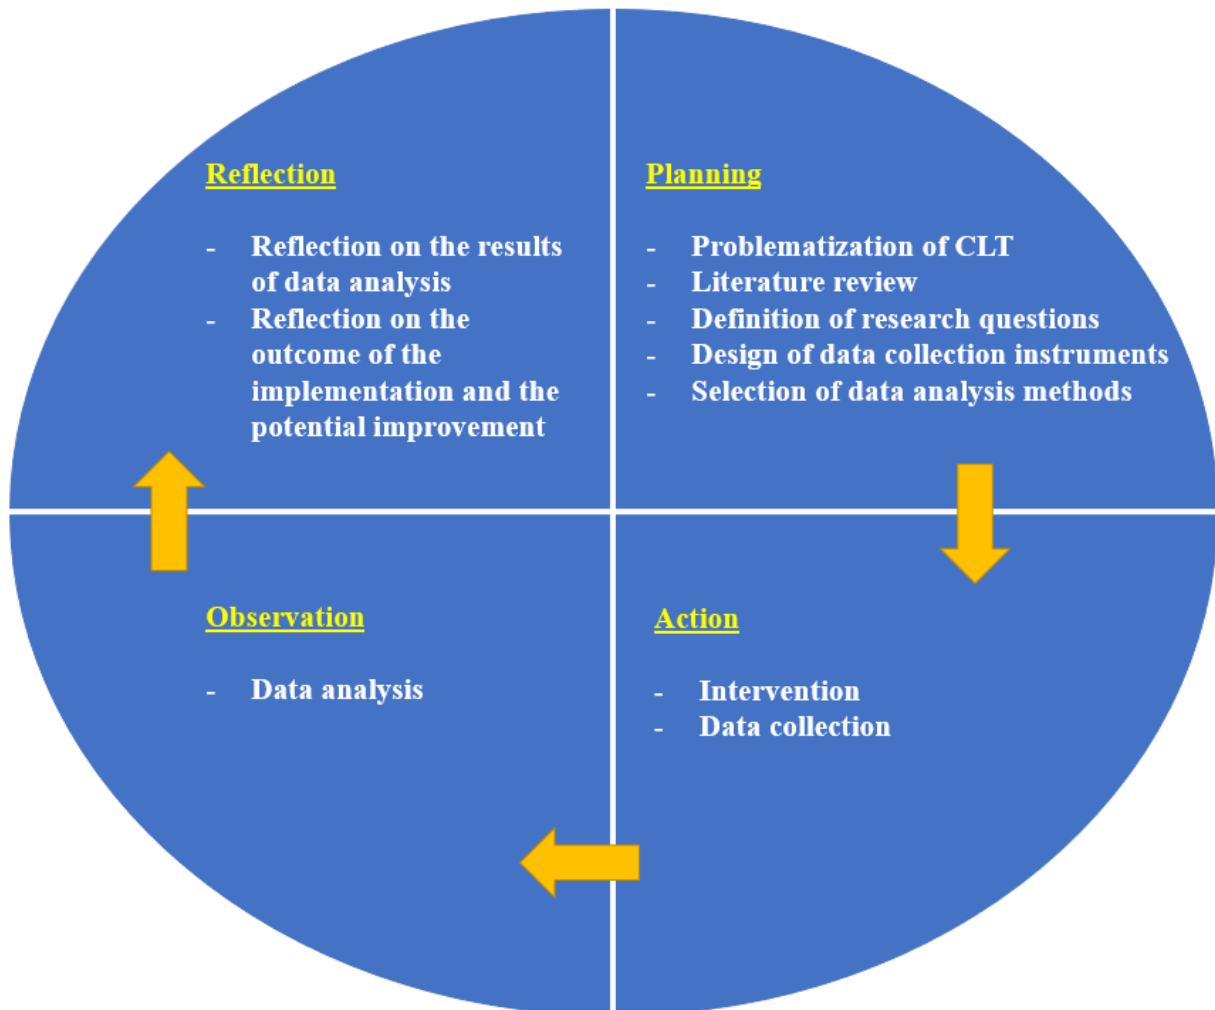 Reflection
- Reflection on the results
of data analysis
- Reflection on the
outcome of the
implementation and the
potential improvement
Planning
- Problematization of CLT
- Literature review
- Definition of research questions
- Design of data collection instruments
- Selection of data analysis methods
Observation
- Data analysis
Action
- Intervention
- Data collection